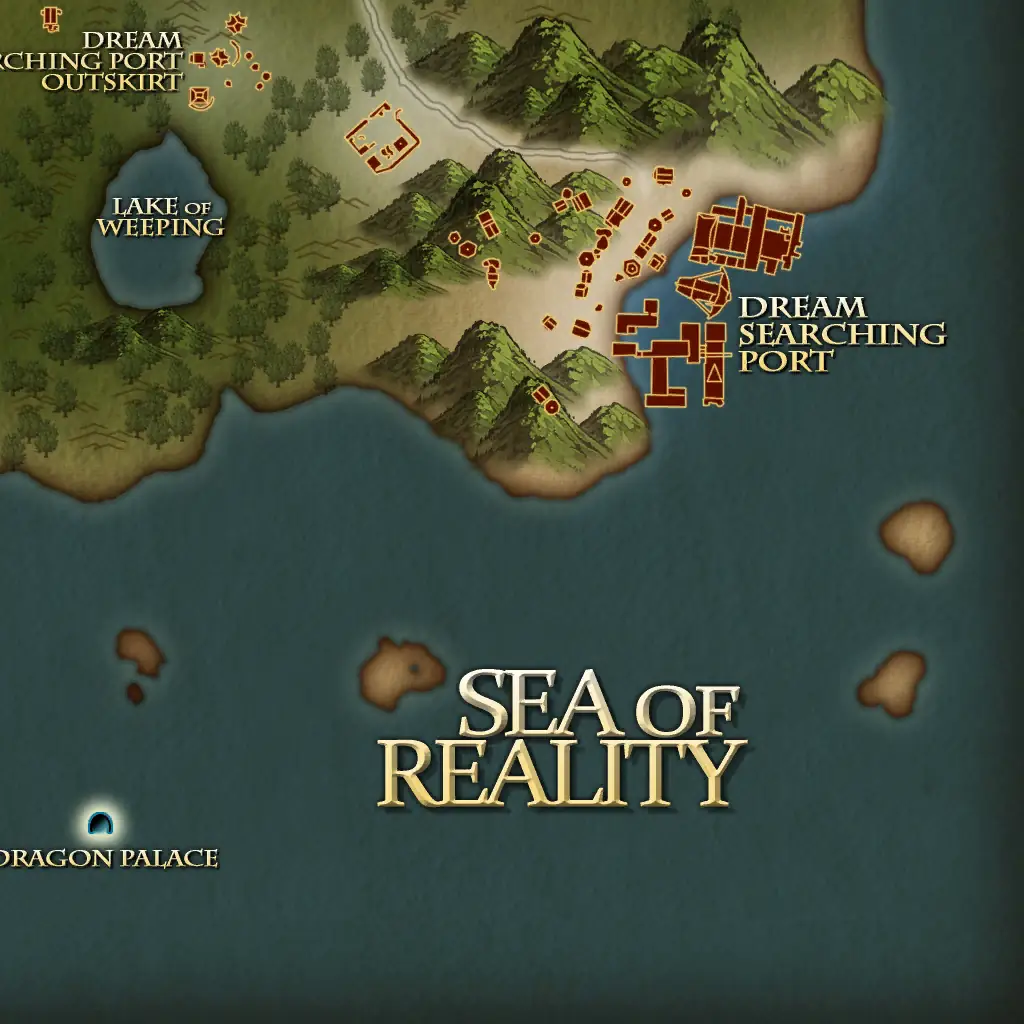 DREAM
RCHING PORT
OUTSKIRT
LAKE OF
WEEPING
DREAM
SEARCHING
PORT
SEA OF
REALITY
DRAGON PALACE